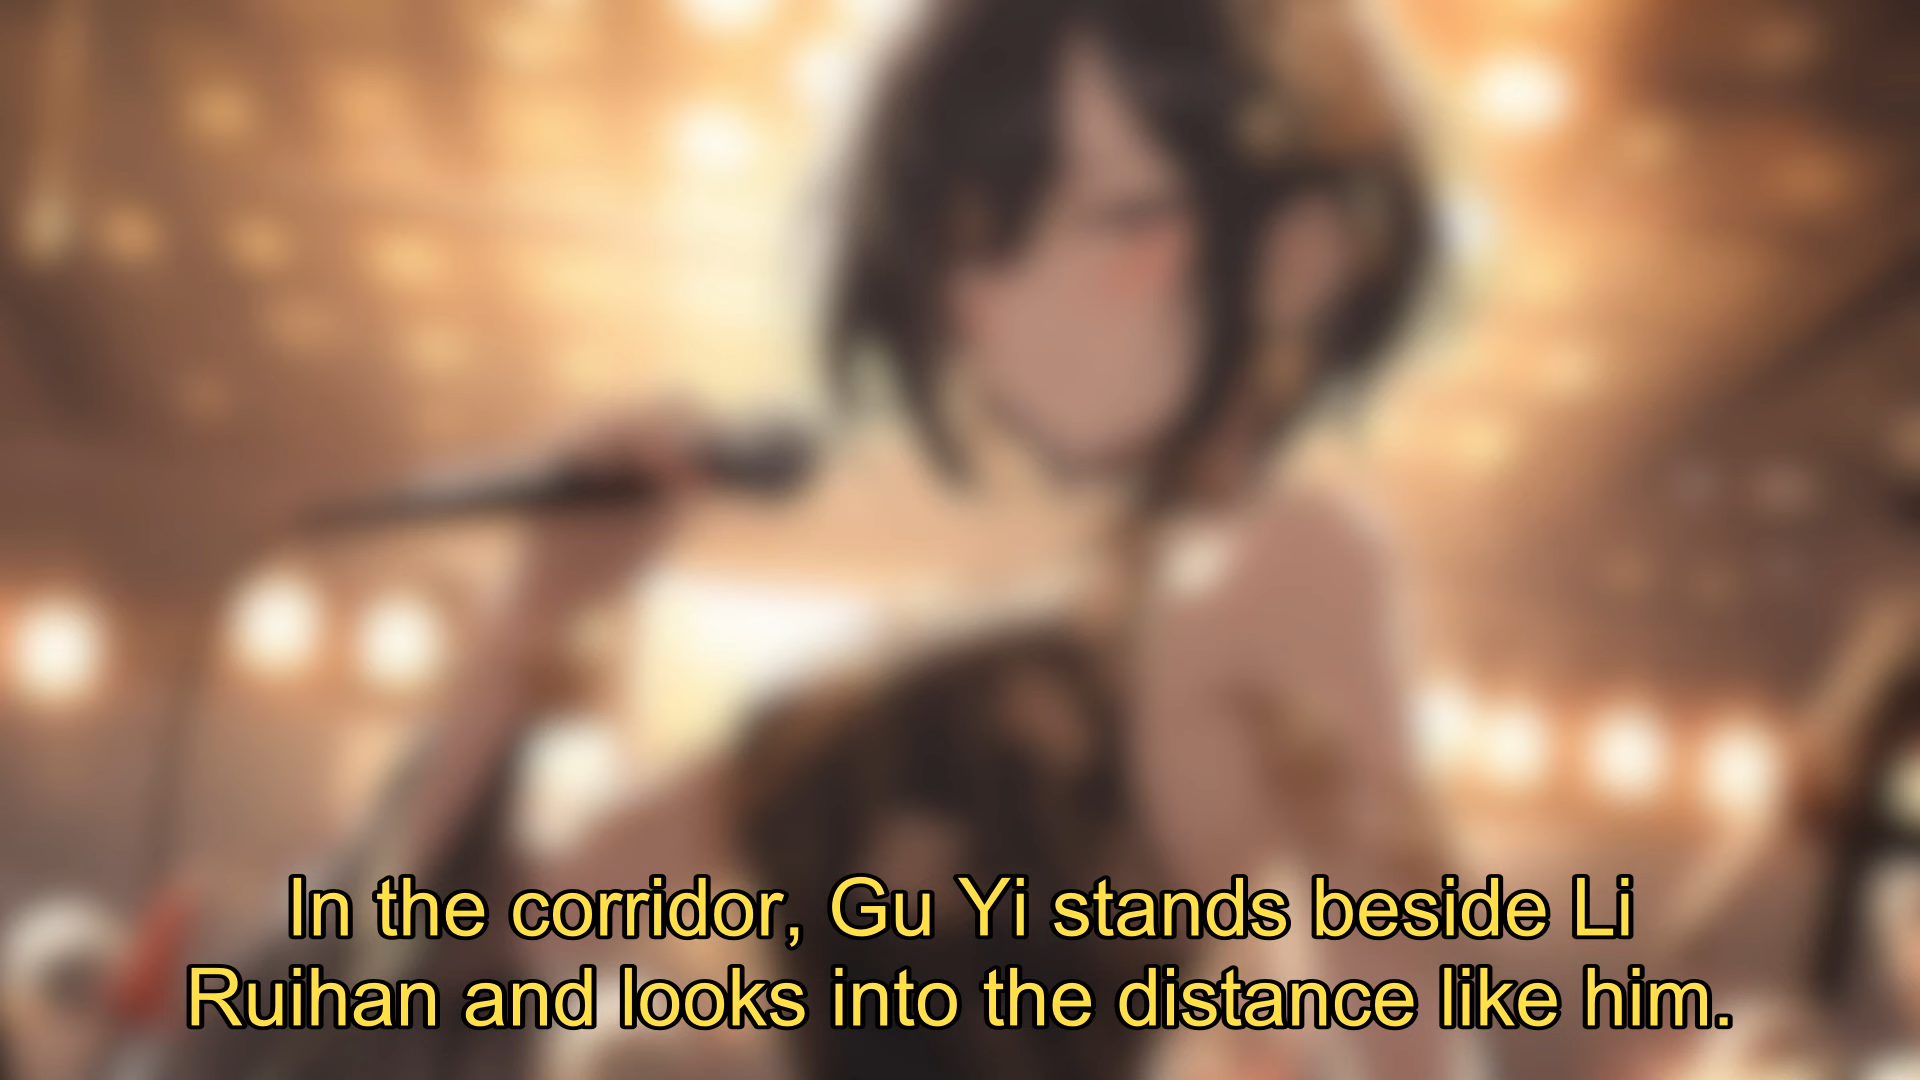 In the corridor, Gu Yi stands beside Li
Ruihan and looks into the distance like him.